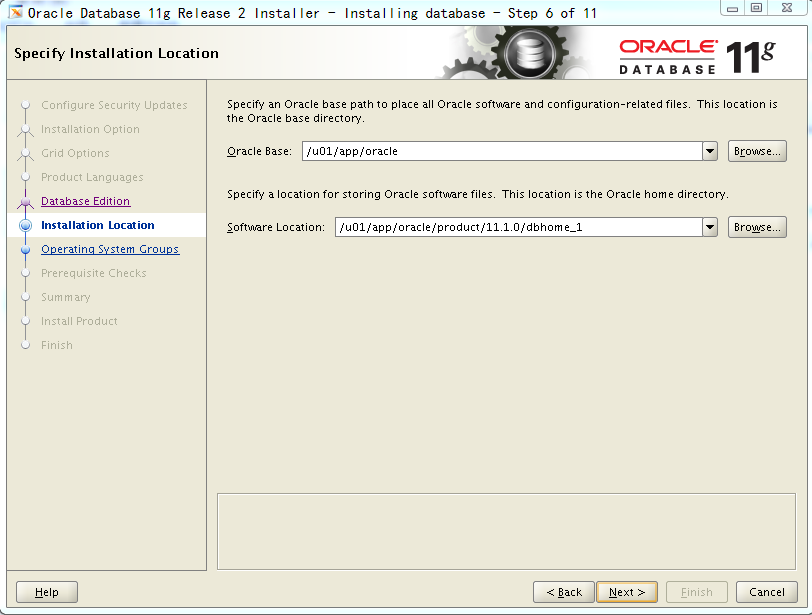 Oracle Database 11g Release 2 Installer - Installing database - Step 6 of 11
Specify Installation Location
ORACLE
DATABASE
11g
Configure Security Updates
Installation Option
Grid Options
Product Languages
Database Edition
Installation Location
Operating System Groups
Prerequisite Checks
Summary
Install Product
Finish
Specify an Oracle base path to place all Oracle software and configuration-related files. This location is
the Oracle base directory.
Oracle Base: /u01/app/oracle Browse...
Specify a location for storing Oracle software files. This location is the Oracle home directory.
Software Location: /u01/app/oracle/product/11.1.0/dbhome_1 Browse...
Help < Back Next > Finish Cancel